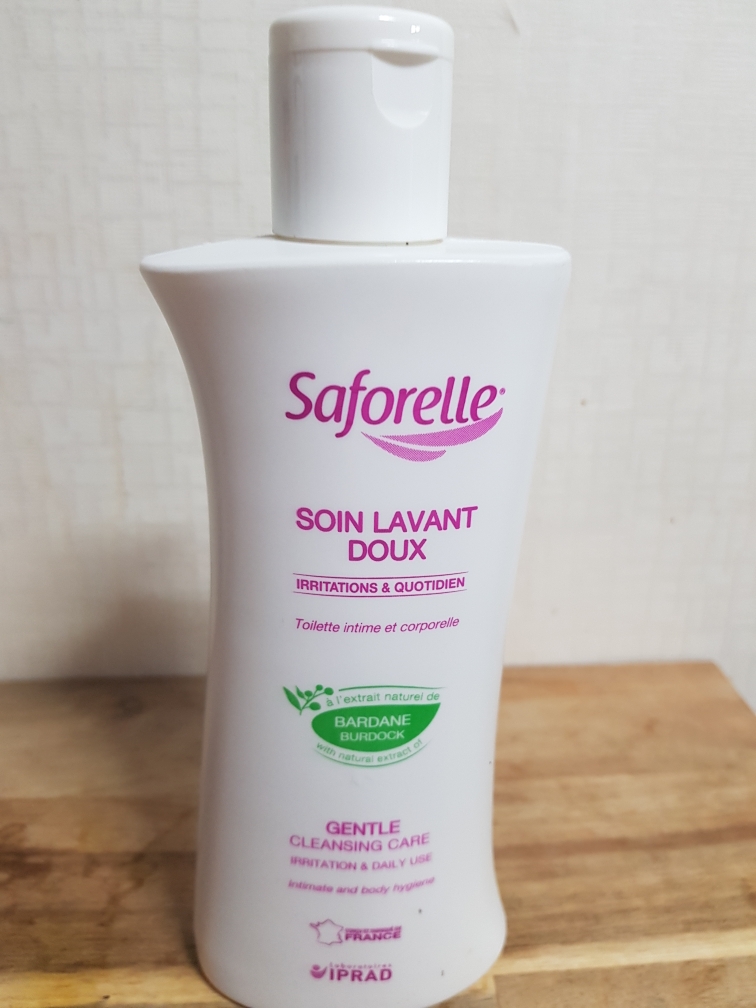 Saforelle
SOIN LAVANT
DOUX
IRRITATIONS & QUOTIDIEN
Toilette intime et corporelle
à l'extrait naturel de
BARDANE
BURDOCK
with natural extract of
GENTLE
CLEANSING CARE
IRRITATION & DAILY USE
Intimate and body hygiene
FRANCE
Laboratoires
IPRAD